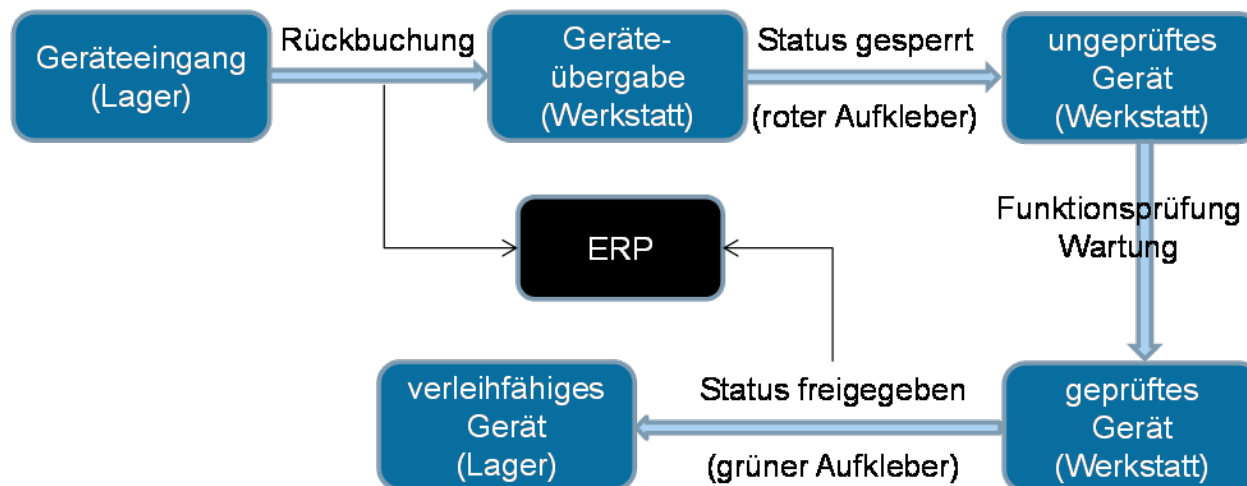 Geräteeingang
(Lager)
Rückbuchung
Geräte-
übergabe
(Werkstatt)
Status gesperrt
(roter Aufkleber)
ungeprüftes
Gerät
(Werkstatt)
Funktionsprüfung
Wartung
ERP
verleihfähiges
Gerät
(Lager)
Status freigegeben
(grüner Aufkleber)
geprüftes
Gerät
(Werkstatt)